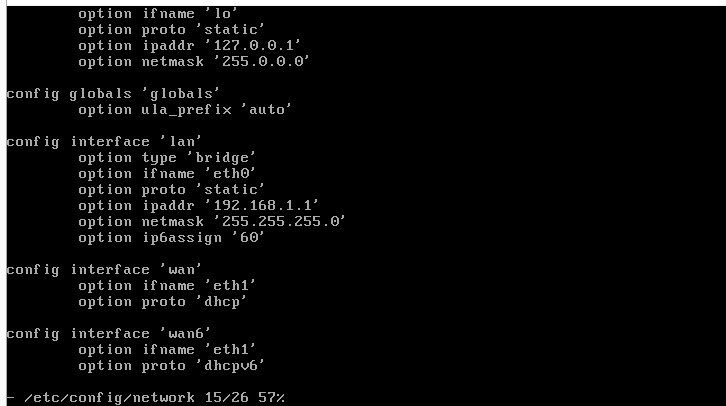 option ifname 'lo'
option proto 'static'
option ipaddr '127.0.0.1'
option netmask '255.0.0.0'
config globals 'globals'
option ula_prefix 'auto'
config interface 'lan'
option type 'bridge'
option ifname 'eth0'
option proto 'static'
option ipaddr '192.168.1.1'
option netmask '255.255.255.0'
option ip6assign '60'
config interface 'wan'
option ifname 'eth1'
option proto 'dhcp'
config interface 'wan6'
option ifname 'eth1'
option proto 'dhcpv6'
- /etc/config/network 15/26 57%